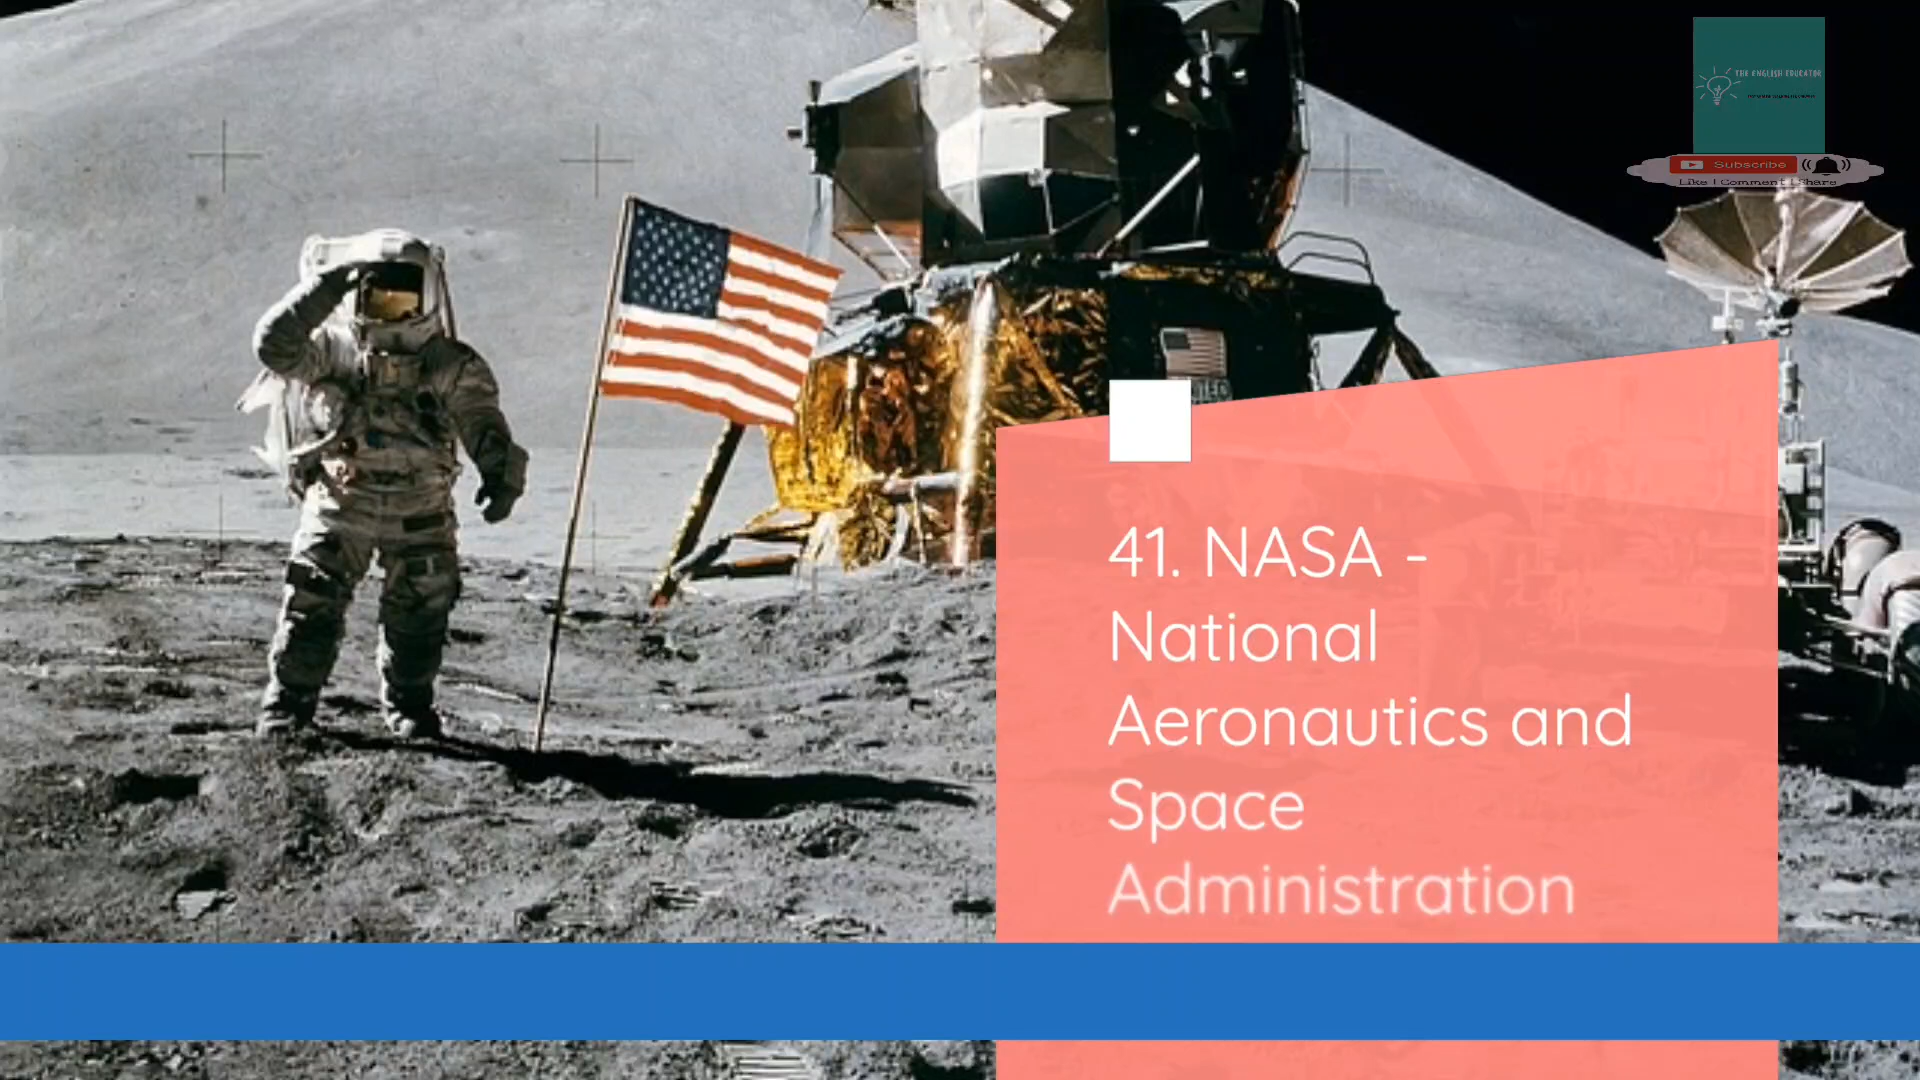 THE ENGLISH EDUCATOR
Subscribe
Like | Comment | Share
41. NASA -
National
Aeronautics and
Space
Administration